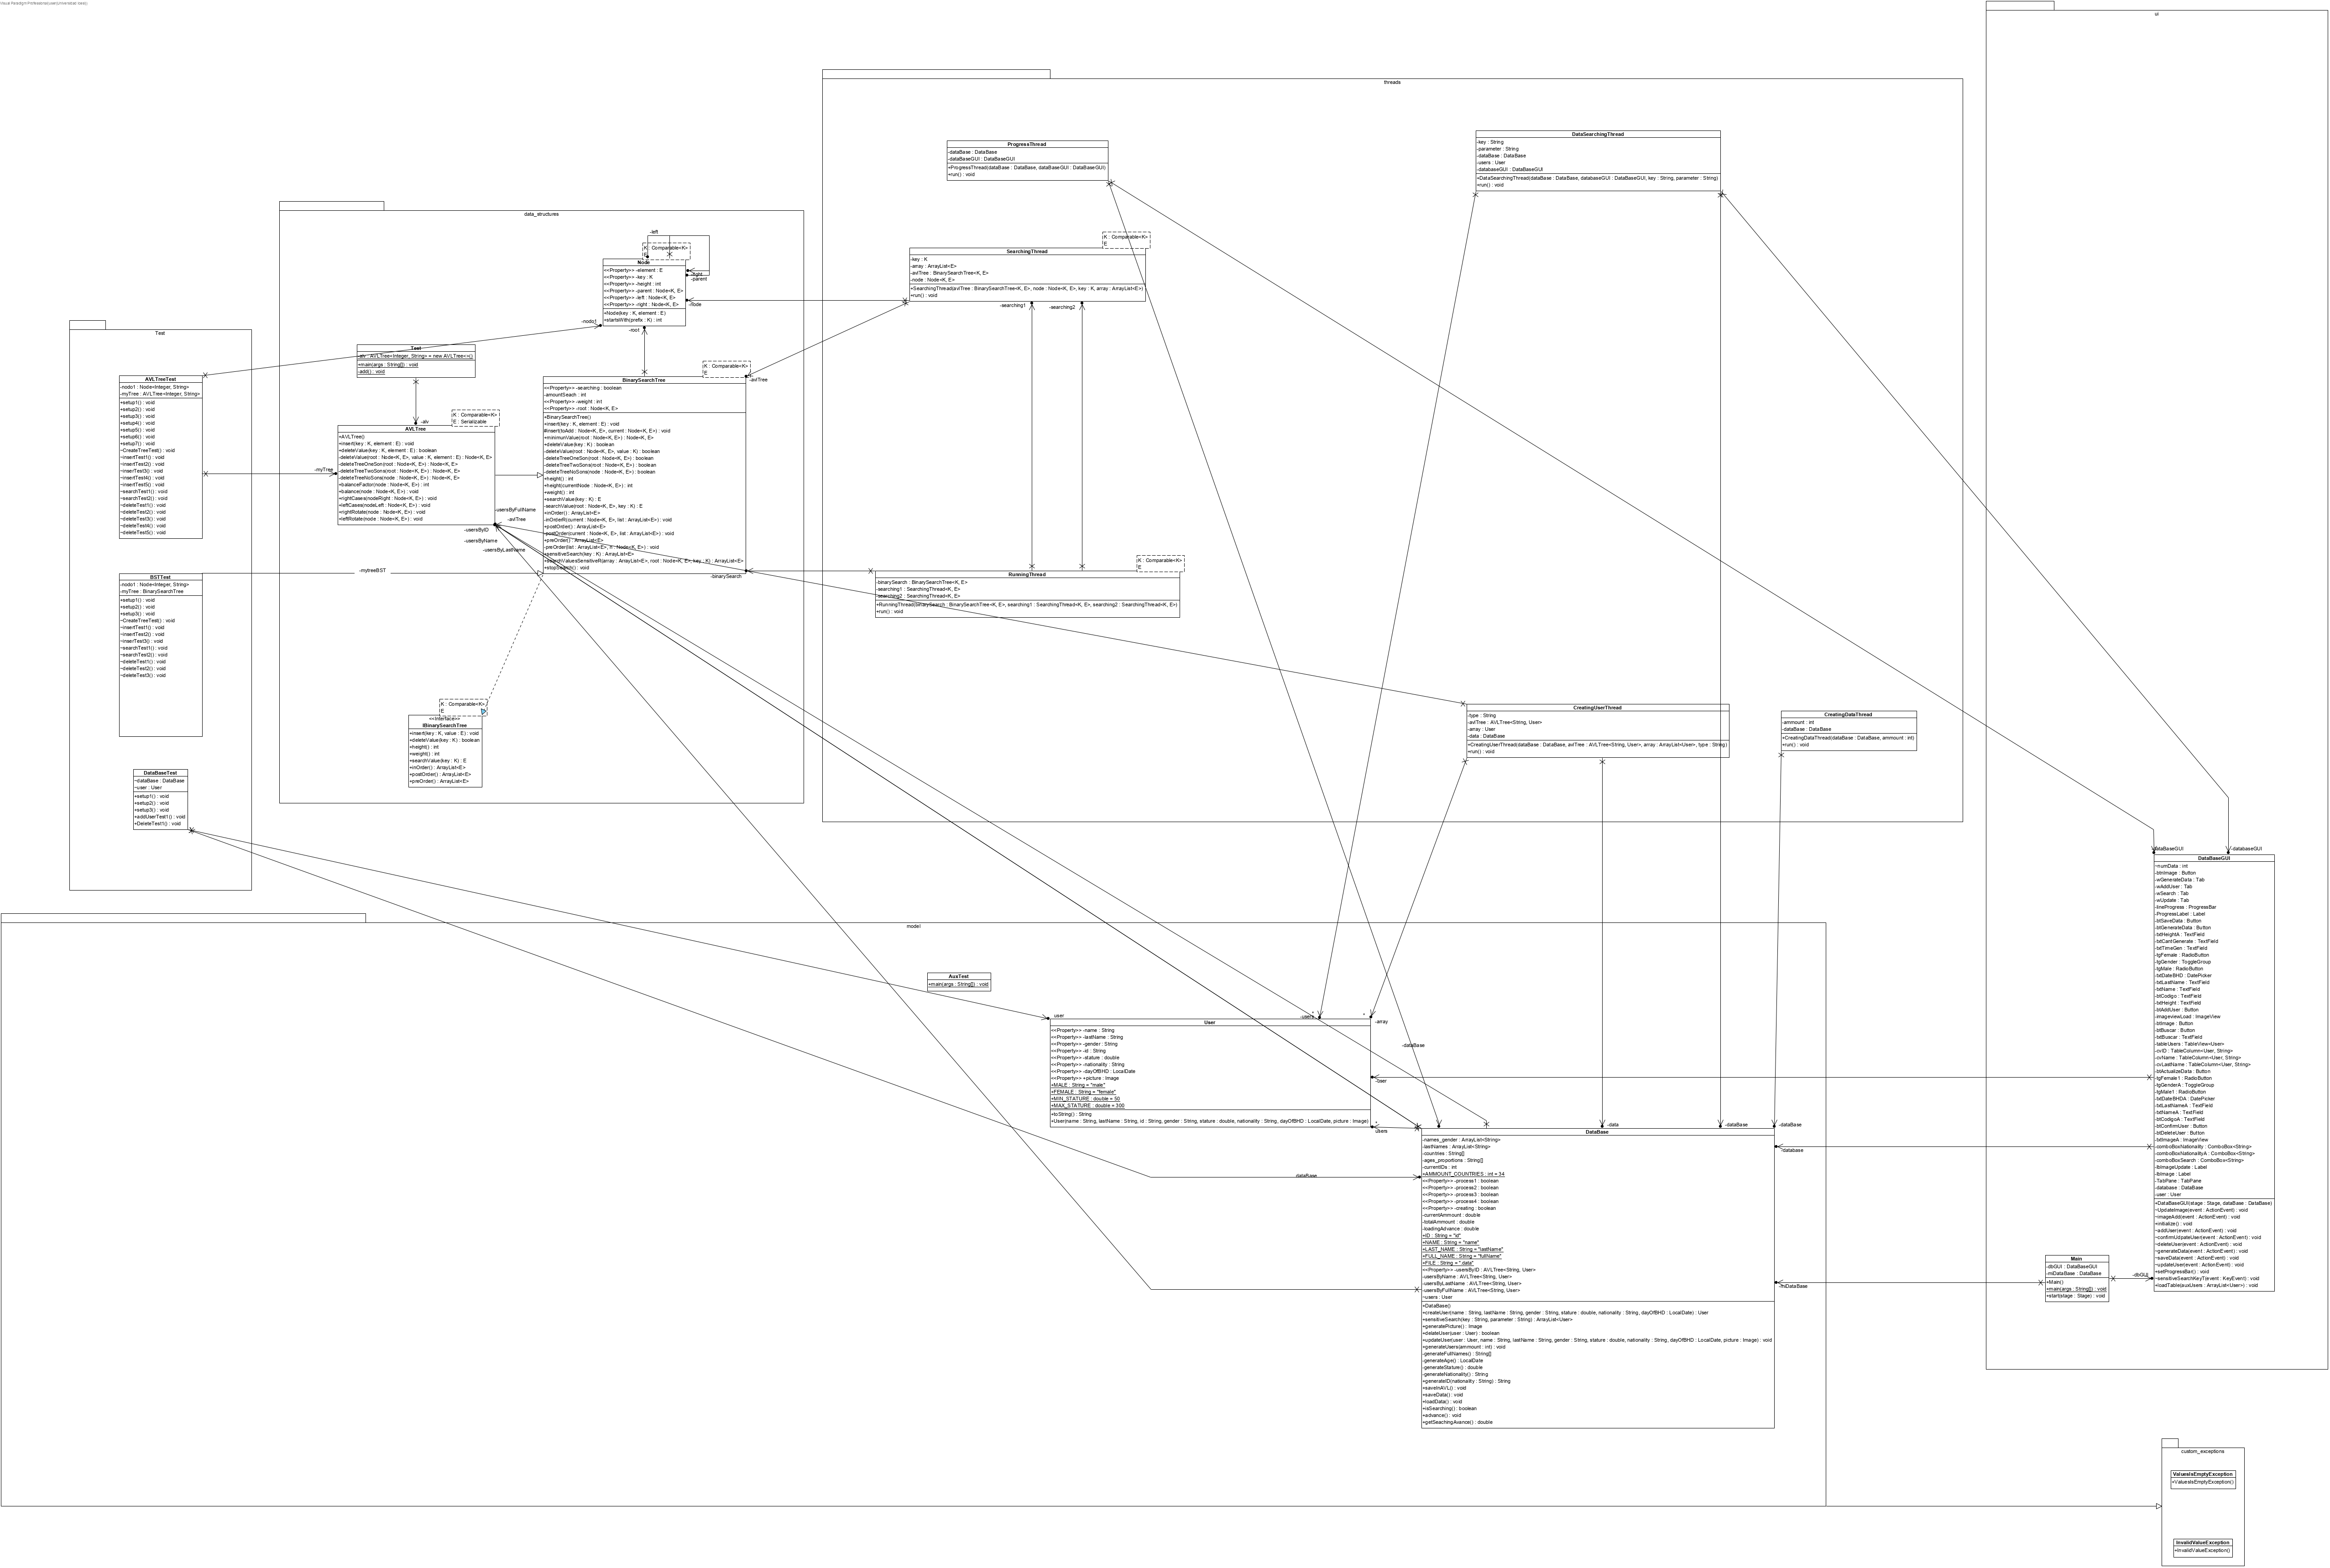 Visual Paradigm Professional(user(Universidad Icesi))
ui
threads
ProgressThread
-dataBase : DataBase
-dataBaseGUI : DataBaseGUI
+ProgressThread(dataBase : DataBase, dataBaseGUI : DataBaseGUI)
+run() : void
DataSearchingThread
-key : String
-parameter : String
-dataBase : DataBase
-users : User
-databaseGUI : DataBaseGUI
+DataSearchingThread(dataBase : DataBase, databaseGUI : DataBaseGUI, key : String, parameter : String)
+run() : void
data_structures
-left
K : Comparable<K>
E
Node
<<Property>> -element : E
<<Property>> -key : K
<<Property>> -height : int
<<Property>> -parent : Node<K, E>
<<Property>> -left : Node<K, E>
<<Property>> -right : Node<K, E>
+Node(key : K, element : E)
+startsWith(prefix : K) : int
-right
-parent
-node
-nodo1
-root
K : Comparable<K>
E
SearchingThread
-key : K
-array : ArrayList<E>
-avlTree : BinarySearchTree<K, E>
-node : Node<K, E>
+SearchingThread(avlTree : BinarySearchTree<K, E>, node : Node<K, E>, key : K, array : ArrayList<E>)
+run() : void
-searching1
-searching2
Test
AVLTreeTest
-nodo1 : Node<Integer, String>
-myTree : AVLTree<Integer, String>
+setup1() : void
+setup2() : void
+setup3() : void
+setup4() : void
+setup5() : void
+setup6() : void
+setup7() : void
~CreateTreeTest() : void
~insertTest1() : void
~insertTest2() : void
~inserTest3() : void
~insertTest4() : void
~insertTest5() : void
~searchTest1() : void
~searchTest2() : void
~deleteTest1() : void
~deleteTest2() : void
~deleteTest3() : void
~deleteTest4() : void
~deleteTest5() : void
Test
-alv : AVLTree<Integer, String> = new AVLTree<>()
+main(args : String[]) : void
-add() : void
-alv
K : Comparable<K>
E : Serializable
AVLTree
+AVLTree()
+insert(key : K, element : E) : void
+deleteValue(key : K, element : E) : boolean
-deleteValue(root : Node<K, E>, value : K, element : E) : Node<K, E>
-deleteTreeOneSon(root : Node<K, E>) : Node<K, E>
-deleteTreeTwoSons(root : Node<K, E>) : Node<K, E>
-deleteTreeNoSons(node : Node<K, E>) : Node<K, E>
+balanceFactor(node : Node<K, E>) : int
+balance(node : Node<K, E>) : void
+rightCases(nodeRight : Node<K, E>) : void
+leftCases(nodeLeft : Node<K, E>) : void
+rightRotate(node : Node<K, E>) : void
+leftRotate(node : Node<K, E>) : void
-myTree
K : Comparable<K>
E
-avlTree
BinarySearchTree
<<Property>> -searching : boolean
-amountSeach : int
<<Property>> -weight : int
<<Property>> -root : Node<K, E>
+BinarySearchTree()
+insert(key : K, element : E) : void
#insert(toAdd : Node<K, E>, current : Node<K, E>) : void
+minimunValue(root : Node<K, E>) : Node<K, E>
+deleteValue(key : K) : boolean
-deleteValue(root : Node<K, E>, value : K) : boolean
-deleteTreeOneSon(root : Node<K, E>) : boolean
-deleteTreeTwoSons(root : Node<K, E>) : boolean
-deleteTreeNoSons(node : Node<K, E>) : boolean
+height() : int
+height(currentNode : Node<K, E>) : int
+weight() : int
+searchValue(key : K) : E
-searchValue(root : Node<K, E>, key : K) : E
+inOrder() : ArrayList<E>
-inOrderR(current : Node<K, E>, list : ArrayList<E>) : void
+postOrder() : ArrayList<E>
-postOrder(current : Node<K, E>, list : ArrayList<E>) : void
+preOrder() : ArrayList<E>
-preOrder(list : ArrayList<E>, r : Node<K, E>) : void
+sensitiveSearch(key : K) : ArrayList<E>
+searchValuesSensitiveR(array : ArrayList<E>, root : Node<K, E>, key : K) : ArrayList<E>
+stopSearch() : void
-usersByFullName
-avlTree
-usersByID
-usersByName
-usersByLastName
-binarySearch
K : Comparable<K>
E
RunningThread
-binarySearch : BinarySearchTree<K, E>
-searching1 : SearchingThread<K, E>
-searching2 : SearchingThread<K, E>
+RunningThread(binarySearch : BinarySearchTree<K, E>, searching1 : SearchingThread<K, E>, searching2 : SearchingThread<K, E>)
+run() : void
-mytreeBST
BSTTest
-nodo1 : Node<Integer, String>
-myTree : BinarySearchTree
+setup1() : void
+setup2() : void
+setup3() : void
~CreateTreeTest() : void
~insertTest1() : void
~insertTest2() : void
~inserTest3() : void
~searchTest1() : void
~searchTest2() : void
~deleteTest1() : void
~deleteTest2() : void
~deleteTest3() : void
K : Comparable<K>
E
<<Interface>>
IBinarySearchTree
+insert(key : K, value : E) : void
+deleteValue(key : K) : boolean
+height() : int
+weight() : int
+searchValue(key : K) : E
+inOrder() : ArrayList<E>
+postOrder() : ArrayList<E>
+preOrder() : ArrayList<E>
CreatingUserThread
-type : String
-avlTree : AVLTree<String, User>
-array : User
-data : DataBase
+CreatingUserThread(dataBase : DataBase, avlTree : AVLTree<String, User>, array : ArrayList<User>, type : String)
+run() : void
CreatingDataThread
-ammount : int
-dataBase : DataBase
+CreatingDataThread(dataBase : DataBase, ammount : int)
+run() : void
DataBaseTest
~dataBase : DataBase
~user : User
+setup1() : void
+setup2() : void
+setup3() : void
+addUserTest1() : void
+DeleteTest1() : void
-dataBaseGUI
-databaseGUI
DataBaseGUI
~numData : int
-btnImage : Button
-wGenerateData : Tab
-wAddUser : Tab
-wSearch : Tab
-wUpdate : Tab
-lineProgress : ProgressBar
-ProgressLabel : Label
-btSaveData : Button
-btGenerateData : Button
-txtHeightA : TextField
-txtCantGenerate : TextField
-txtTimeGen : TextField
-tgFemale : RadioButton
-tgGender : ToggleGroup
-tgMale : RadioButton
-txtDateBHD : DatePicker
-txtLastName : TextField
-txtName : TextField
-txtCodigo : TextField
-txtHeight : TextField
-btAddUser : Button
-imageviewLoad : ImageView
-btImage : Button
-btBuscar : Button
-txtBuscar : TextField
-tableUsers : TableView<User>
-cvID : TableColumn<User, String>
-cvName : TableColumn<User, String>
-cvLastName : TableColumn<User, String>
-btActualizeData : Button
-tgFemale1 : RadioButton
-tgGenderA : ToggleGroup
-tgMale1 : RadioButton
-txtDateBHDA : DatePicker
-txtLastNameA : TextField
-txtNameA : TextField
-txtCodigoA : TextField
-btConfirmUser : Button
-btDeleteUser : Button
-txtImageA : ImageView
-comboBoxNationality : ComboBox<String>
-comboBoxNationalityA : ComboBox<String>
-comboBoxSearch : ComboBox<String>
-lbImageUpdate : Label
-lbImage : Label
-TabPane : TabPane
-database : DataBase
-user : User
+DataBaseGUI(stage : Stage, dataBase : DataBase)
~UpdateImage(event : ActionEvent) : void
~imageAdd(event : ActionEvent) : void
+initialize() : void
~addUser(event : ActionEvent) : void
~confirmUdpateUser(event : ActionEvent) : void
~deleteUser(event : ActionEvent) : void
~generateData(event : ActionEvent) : void
~saveData(event : ActionEvent) : void
~updateUser(event : ActionEvent) : void
+setProgressBar() : void
~sensitiveSearchKeyT(event : KeyEvent) : void
+loadTable(auxUsers : ArrayList<User>) : void
model
AuxTest
+main(args : String[]) : void
user
*
-users
*
-array
User
<<Property>> -name : String
<<Property>> -lastName : String
<<Property>> -gender : String
<<Property>> -id : String
<<Property>> -stature : double
<<Property>> -nationality : String
<<Property>> -dayOfBHD : LocalDate
<<Property>> +picture : Image
+MALE : String = "male"
+FEMALE : String = "female"
+MIN_STATURE : double = 50
+MAX_STATURE : double = 300
+toString() : String
+User(name : String, lastName : String, id : String, gender : String, stature : double, nationality : String, dayOfBHD : LocalDate, picture : Image)
-dataBase
-user
*
users
-data
-dataBase
-dataBase
DataBase
-names_gender : ArrayList<String>
-lastNames : ArrayList<String>
-countries : String[]
-ages_proportions : String[]
-currentIDs : int
+AMMOUNT_COUNTRIES : int = 34
<<Property>> -process1 : boolean
<<Property>> -process2 : boolean
<<Property>> -process3 : boolean
<<Property>> -process4 : boolean
<<Property>> -creating : boolean
-currentAmmount : double
-totalAmmount : double
-loadingAdvance : double
+ID : String = "id"
+NAME : String = "name"
+LAST_NAME : String = "lastName"
+FULL_NAME : String = "fullName"
+FILE : String = ".data"
<<Property>> -usersByID : AVLTree<String, User>
-usersByName : AVLTree<String, User>
-usersByLastName : AVLTree<String, User>
-usersByFullName : AVLTree<String, User>
~users : User
+DataBase()
+createUser(name : String, lastName : String, gender : String, stature : double, nationality : String, dayOfBHD : LocalDate) : User
+sensitiveSearch(key : String, parameter : String) : ArrayList<User>
+generatePicture() : Image
+delateUser(user : User) : boolean
+updateUser(user : User, name : String, lastName : String, gender : String, stature : double, nationality : String, dayOfBHD : LocalDate, picture : Image) : void
+generateUsers(ammount : int) : void
-generateFullNames() : String[]
-generateAge() : LocalDate
-generateStature() : double
-generateNationality() : String
+generateID(nationality : String) : String
+saveInAVL() : void
+saveData() : void
+loadData() : void
+isSearching() : boolean
+advance() : void
+getSeachingAvance() : double
dataBase
-database
-miDataBase
Main
-dbGUI : DataBaseGUI
-miDataBase : DataBase
+Main()
+main(args : String[]) : void
+start(stage : Stage) : void
-dbGUI
custom_exceptions
ValuesIsEmptyException
+ValuesIsEmptyException()
InvalidValueException
+InvalidValueException()